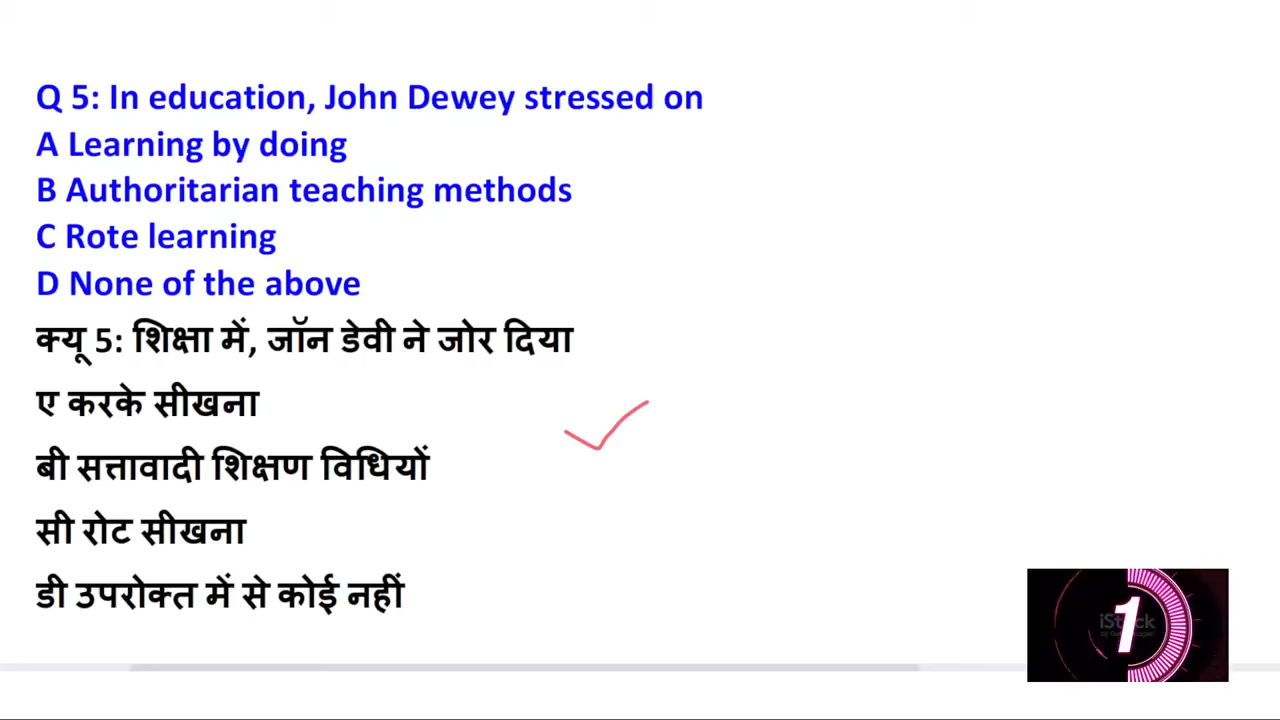 Q 5: In education, John Dewey stressed on
A Learning by doing
B Authoritarian teaching methods
C Rote learning
D None of the above
क्यू 5: शिक्षा में, जॉन डेवी ने जोर दिया
ए करके सीखना
बी सत्तावादी शिक्षण विधियों
सी रोट सीखना
डी उपरोक्त में से कोई नहीं
1
iStock